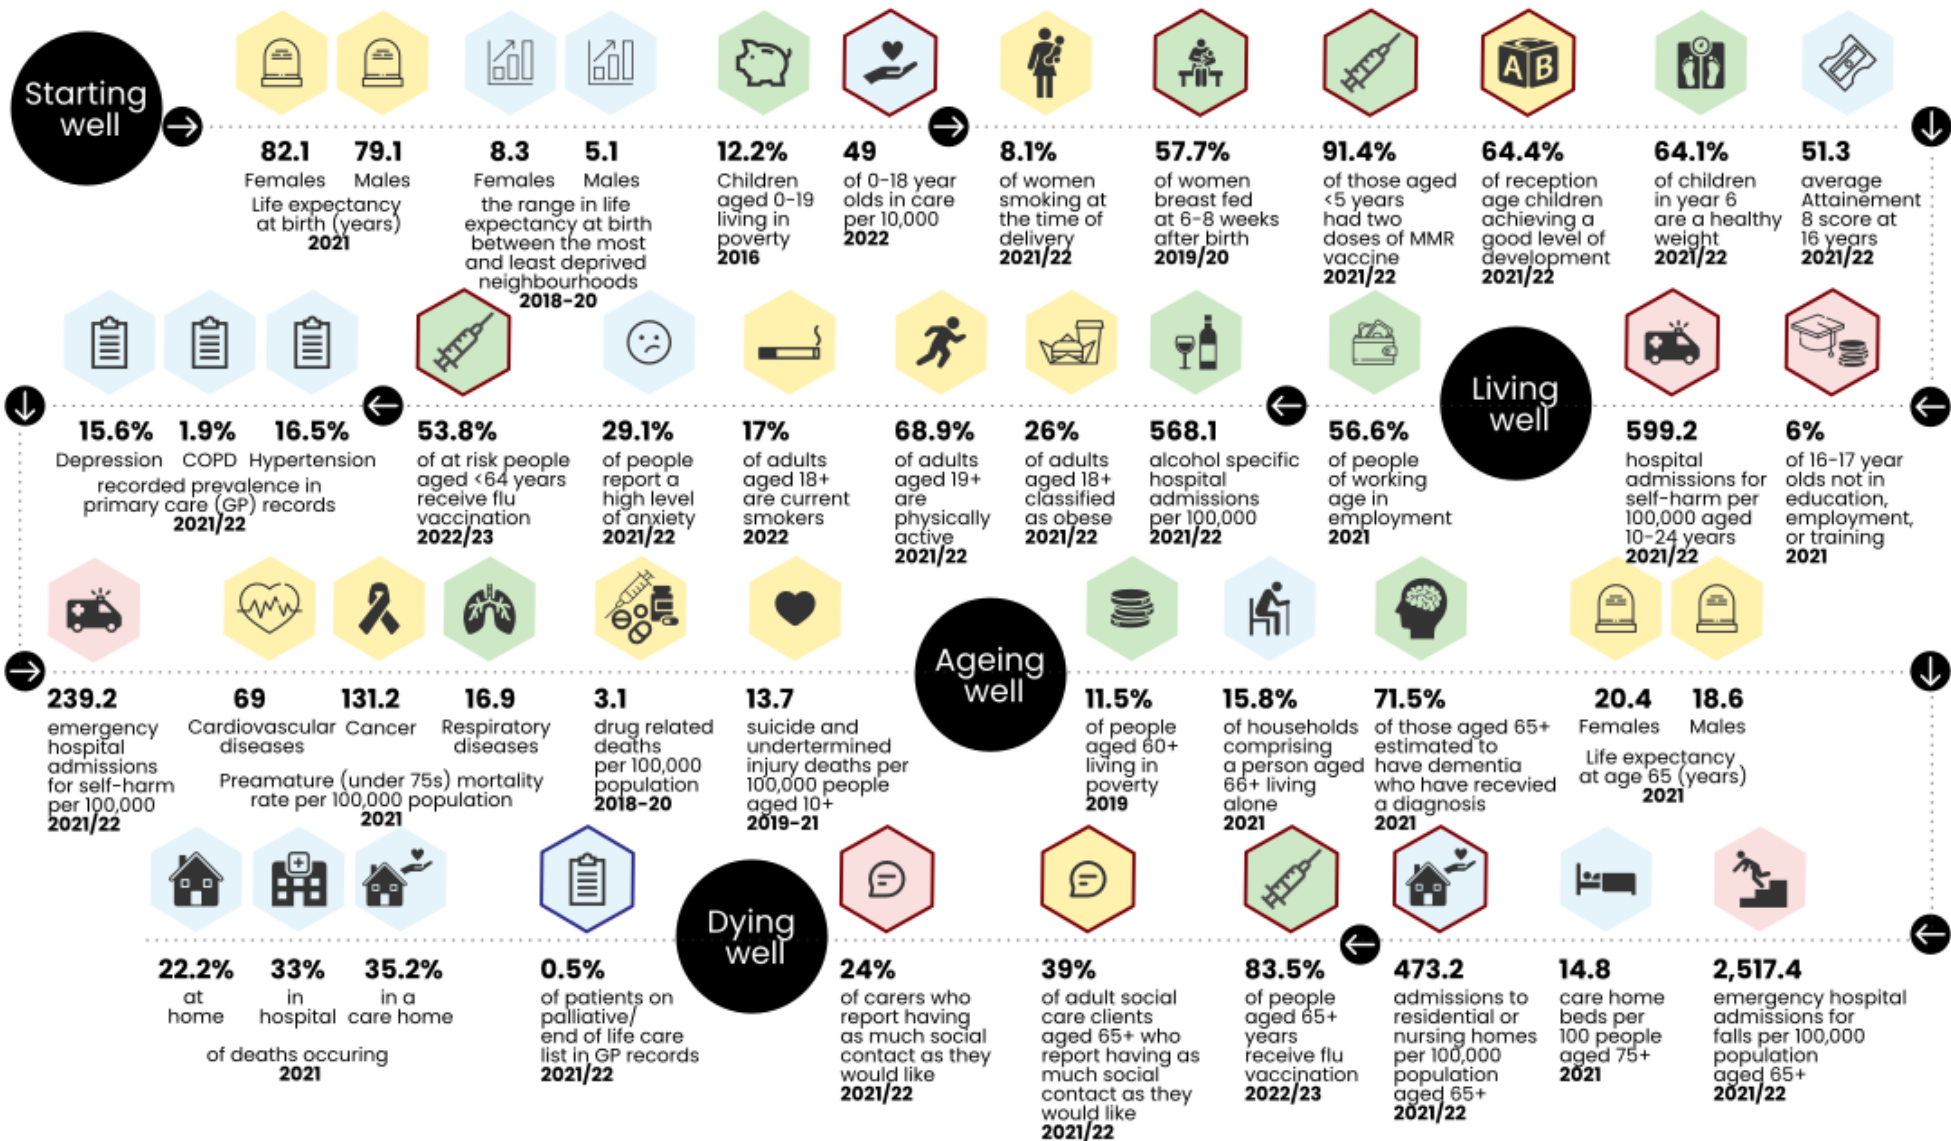 Starting
well
82.1
Females
79.1
Males
Life expectancy
at birth (years)
2021
8.3
Females
5.1
Males
the range in life
expectancy at birth
between the most
and least deprived
neighbourhoods
2018-20
12.2%
Children
aged 0-19
living in
poverty
2016
49
of 0-18 year
olds in care
per 10,000
2022
8.1%
of women
smoking at
the time of
delivery
2021/22
57.7%
of women
breast fed
at 6-8 weeks
after birth
2019/20
91.4%
of those aged
<5 years
had two
doses of MMR
vaccine
2021/22
A B
64.4%
of reception
age children
achieving a
good level of
development
2021/22
64.1%
of children
in year 6
are a healthy
weight
2021/22
51.3
average
Attainement
8 score at
16 years
2021/22
6%
of 16-17 year
olds not in
education,
employment,
or training
2021
599.2
hospital
admissions for
self-harm per
100,000 aged
10-24 years
2021/22
Living
well
56.6%
of people
of working
age in
employment
2021
568.1
alcohol specific
hospital
admissions
per 100,000
2021/22
26%
of adults
aged 18+
classified
as obese
2021/22
68.9%
of adults
aged 19+
are
physically
active
2021/22
17%
of adults
aged 18+
are current
smokers
2022
29.1%
of people
report a
high level
of anxiety
2021/22
53.8%
of at risk people
aged <64 years
receive flu
vaccination
2022/23
15.6%
Depression
1.9%
COPD
16.5%
Hypertension
recorded prevalence in
primary care (GP) records
2021/22
239.2
emergency
hospital
admissions
for self-harm
per 100,000
2021/22
69
Cardiovascular
diseases
131.2
Cancer
16.9
Respiratory
diseases
Preamature (under 75s) mortality
rate per 100,000 population
2021
3.1
drug related
deaths
per 100,000
population
2018-20
13.7
suicide and
undertermined
injury deaths per
100,000 people
aged 10+
2019-21
Ageing
well
11.5%
of people
aged 60+
living in
poverty
2019
15.8%
of households
comprising
a person aged
66+ living
alone
2021
71.5%
of those aged 65+
estimated to
have dementia
who have recevied
a diagnosis
2021
20.4
Females
18.6
Males
Life expectancy
at age 65 (years)
2021
2,517.4
emergency hospital
admissions for
falls per 100,000
population
aged 65+
2021/22
14.8
care home
beds per
100 people
aged 75+
2021
473.2
admissions to
residential or
nursing homes
per 100,000
population
aged 65+
2021/22
83.5%
of people
aged 65+
years
receive flu
vaccination
2022/23
39%
of adult social
care clients
aged 65+ who
report having as
much social
contact as they
would like
2021/22
24%
of carers who
report having
as much social
contact as they
would like
2021/22
Dying
well
0.5%
of patients on
palliative/
end of life care
list in GP records
2021/22
22.2%
at
home
33%
in
hospital
35.2%
in a
care home
of deaths occuring
2021